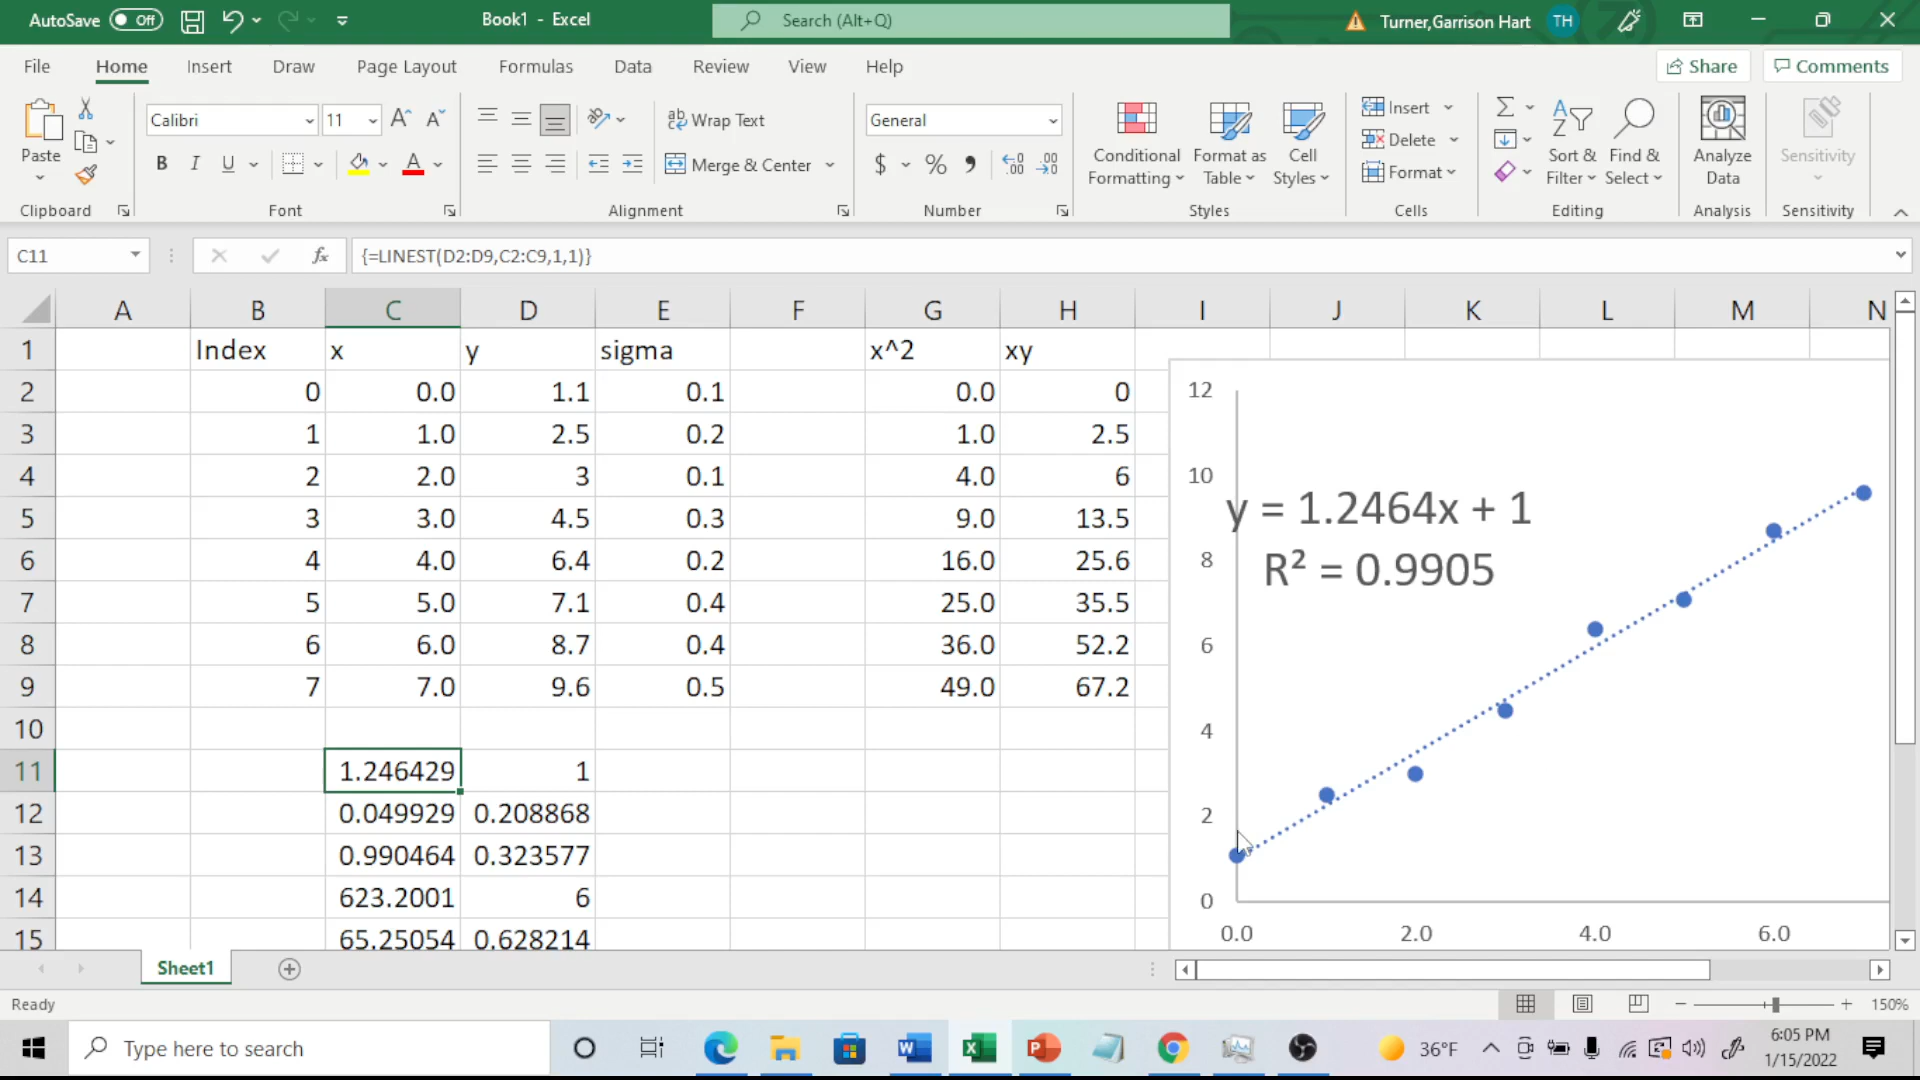 AutoSave Off Book1 - Excel Search (Alt+Q) Turner,Garrison Hart TH
File Home Insert Draw Page Layout Formulas Data Review View Help Share Comments
Calibri 11 Wrap Text General Insert
Paste B I U Merge & Center $ % Conditional Formatting Format as Table Cell Styles Delete Format Sort & Filter Find & Select Analyze Data Sensitivity
Clipboard Font Alignment Number Styles Cells Editing Analysis Sensitivity
C11 fx {=LINEST(D2:D9,C2:C9,1,1)}
A B C D E F G H I J K L M N
1 Index x y sigma x^2 xy
2 0 0.0 1.1 0.1 0.0 0
3 1 1.0 2.5 0.2 1.0 2.5
4 2 2.0 3 0.1 4.0 6
5 3 3.0 4.5 0.3 9.0 13.5
6 4 4.0 6.4 0.2 16.0 25.6
7 5 5.0 7.1 0.4 25.0 35.5
8 6 6.0 8.7 0.4 36.0 52.2
9 7 7.0 9.6 0.5 49.0 67.2
10
11 1.246429 1
12 0.049929 0.208868
13 0.990464 0.323577
14 623.2001 6
15 65.25054 0.628214
12
10
y = 1.2464x + 1
8
R² = 0.9905
6
4
2
0
0.0 2.0 4.0 6.0
Sheet1
Ready 150%
Type here to search 36°F 6:05 PM
1/15/2022